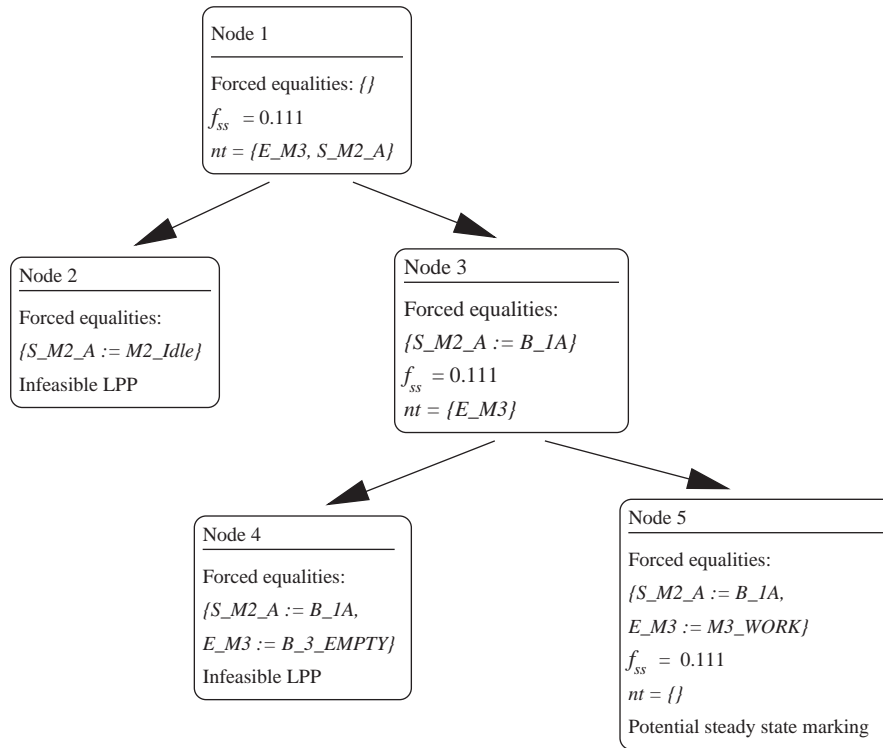 Node 1
Forced equalities: {}
f_ss = 0.111
nt = {E_M3, S_M2_A}
Node 2
Forced equalities:
{S_M2_A := M2_Idle}
Infeasible LPP
Node 3
Forced equalities:
{S_M2_A := B_1A}
f_ss = 0.111
nt = {E_M3}
Node 4
Forced equalities:
{S_M2_A := B_1A,
E_M3 := B_3_EMPTY}
Infeasible LPP
Node 5
Forced equalities:
{S_M2_A := B_1A,
E_M3 := M3_WORK}
f_ss = 0.111
nt = {}
Potential steady state marking